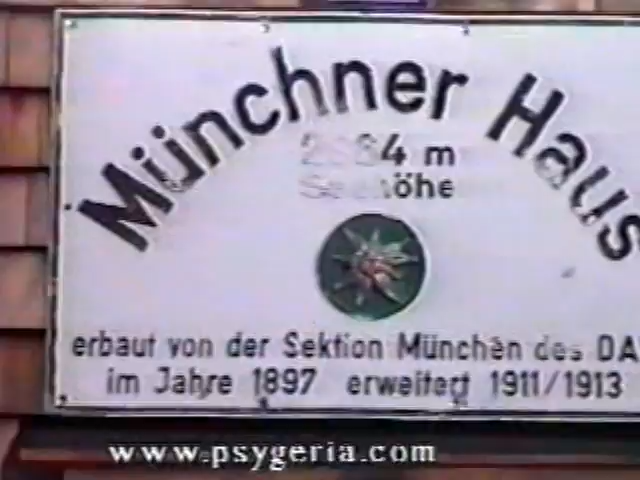 Münchner Haus
2964 m
Seehöhe
erbaut von der Sektion München des DA
im Jahre 1897 erweitert 1911/1913
www.psygeria.com